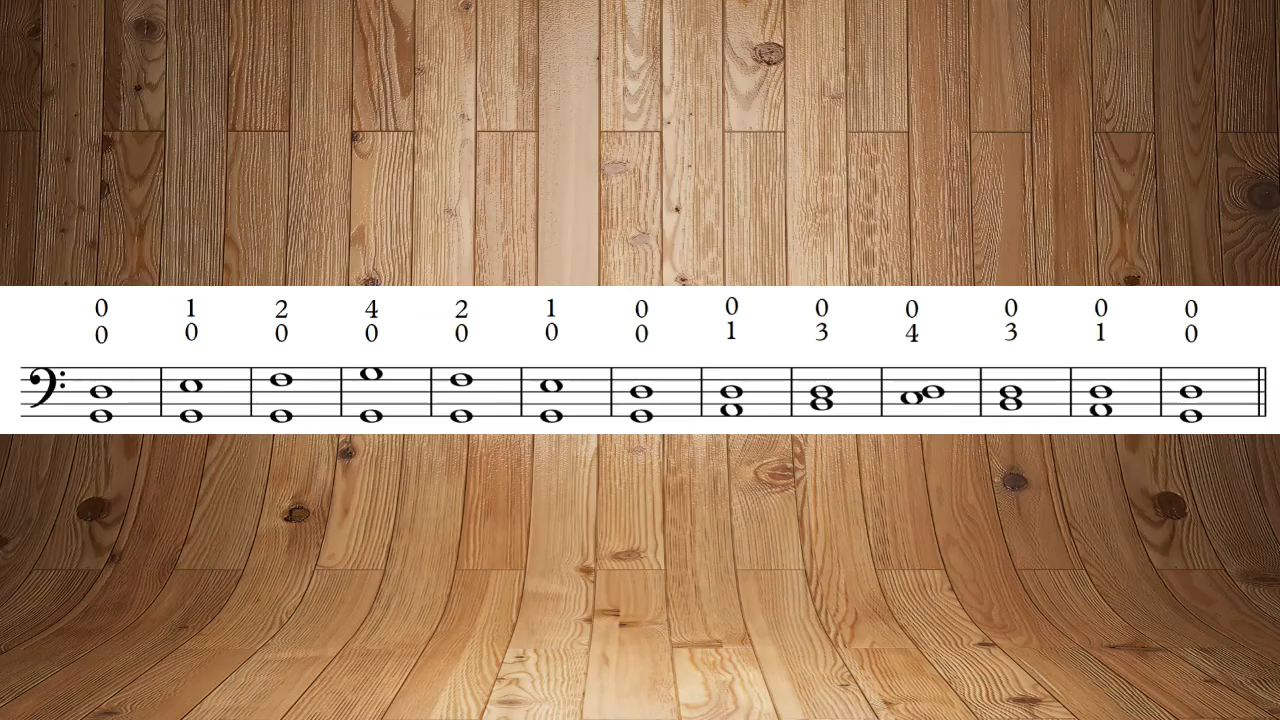 0 1 2 4 2 1 0 0 0 0 0 0 0
0 0 0 0 0 0 0 1 3 4 3 1 0